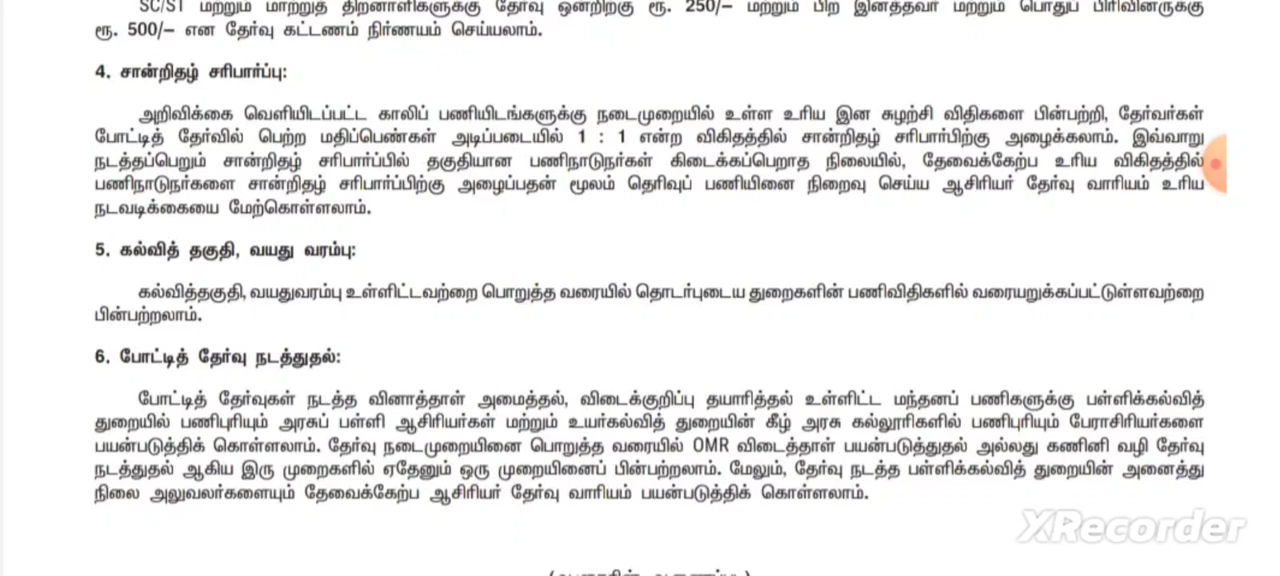 SC/ST மற்றும் மாற்றுத் திறனாளிகளுக்கு தேர்வு ஒன்றிற்கு ரூ. 250/– மற்றும் பிற இனத்தவர் மற்றும் பொதுப் பிரிவினருக்கு
ரூ. 500/– என தேர்வு கட்டணம் நிர்ணயம் செய்யலாம்.
4. சான்றிதழ் சரிபார்ப்பு:
அறிவிக்கை வெளியிடப்பட்ட காலிப் பணியிடங்களுக்கு நடைமுறையில் உள்ள உரிய இன சுழற்சி விதிகளை பின்பற்றி, தேர்வர்கள்
போட்டித் தேர்வில் பெற்ற மதிப்பெண்கள் அடிப்படையில் 1 : 1 என்ற விகிதத்தில் சான்றிதழ் சரிபார்பிற்கு அழைக்கலாம். இவ்வாறு
நடத்தப்பெறும் சான்றிதழ் சரிபார்ப்பில் தகுதியான பணிநாடுநர்கள் கிடைக்கப்பெறாத நிலையில், தேவைக்கேற்ப உரிய விகிதத்தில்
பணிநாடுநர்களை சான்றிதழ் சரிபார்ப்பிற்கு அழைப்பதன் மூலம் தெரிவுப் பணியினை நிறைவு செய்ய ஆசிரியர் தேர்வு வாரியம் உரிய
நடவடிக்கையை மேற்கொள்ளலாம்.
5. கல்வித் தகுதி, வயது வரம்பு:
கல்வித்தகுதி, வயதுவரம்பு உள்ளிட்டவற்றை பொறுத்த வரையில் தொடர்புடைய துறைகளின் பணிவிதிகளில் வரையறுக்கப்பட்டுள்ளவற்றை
பின்பற்றலாம்.
6. போட்டித் தேர்வு நடத்துதல்:
போட்டித் தேர்வுகள் நடத்த வினாத்தாள் அமைத்தல், விடைக்குறிப்பு தயாரித்தல் உள்ளிட்ட மந்தனப் பணிகளுக்கு பள்ளிக்கல்வித்
துறையில் பணிபுரியும் அரசுப் பள்ளி ஆசிரியர்கள் மற்றும் உயர்கல்வித் துறையின் கீழ் அரசு கல்லூரிகளில் பணிபுரியும் பேராசிரியர்களை
பயன்படுத்திக் கொள்ளலாம். தேர்வு நடைமுறையினை பொறுத்த வரையில் OMR விடைத்தாள் பயன்படுத்துதல் அல்லது கணினி வழி தேர்வு
நடத்துதல் ஆகிய இரு முறைகளில் ஏதேனும் ஒரு முறையினைப் பின்பற்றலாம். மேலும், தேர்வு நடத்த பள்ளிக்கல்வித் துறையின் அனைத்து
நிலை அலுவலர்களையும் தேவைக்கேற்ப ஆசிரியர் தேர்வு வாரியம் பயன்படுத்திக் கொள்ளலாம்.
XRecorder